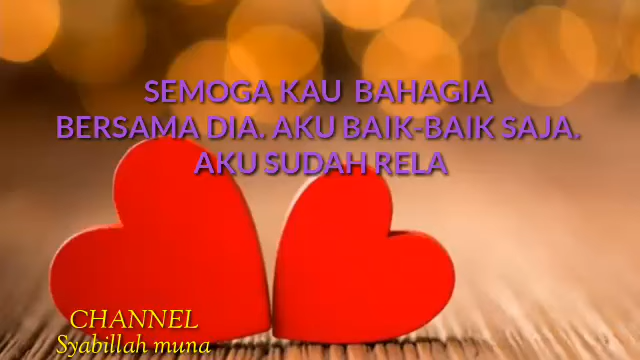 SEMOGA KAU BAHAGIA
BERSAMA DIA. AKU BAIK-BAIK SAJA.
AKU SUDAH RELA
CHANNEL
Syabillah muna